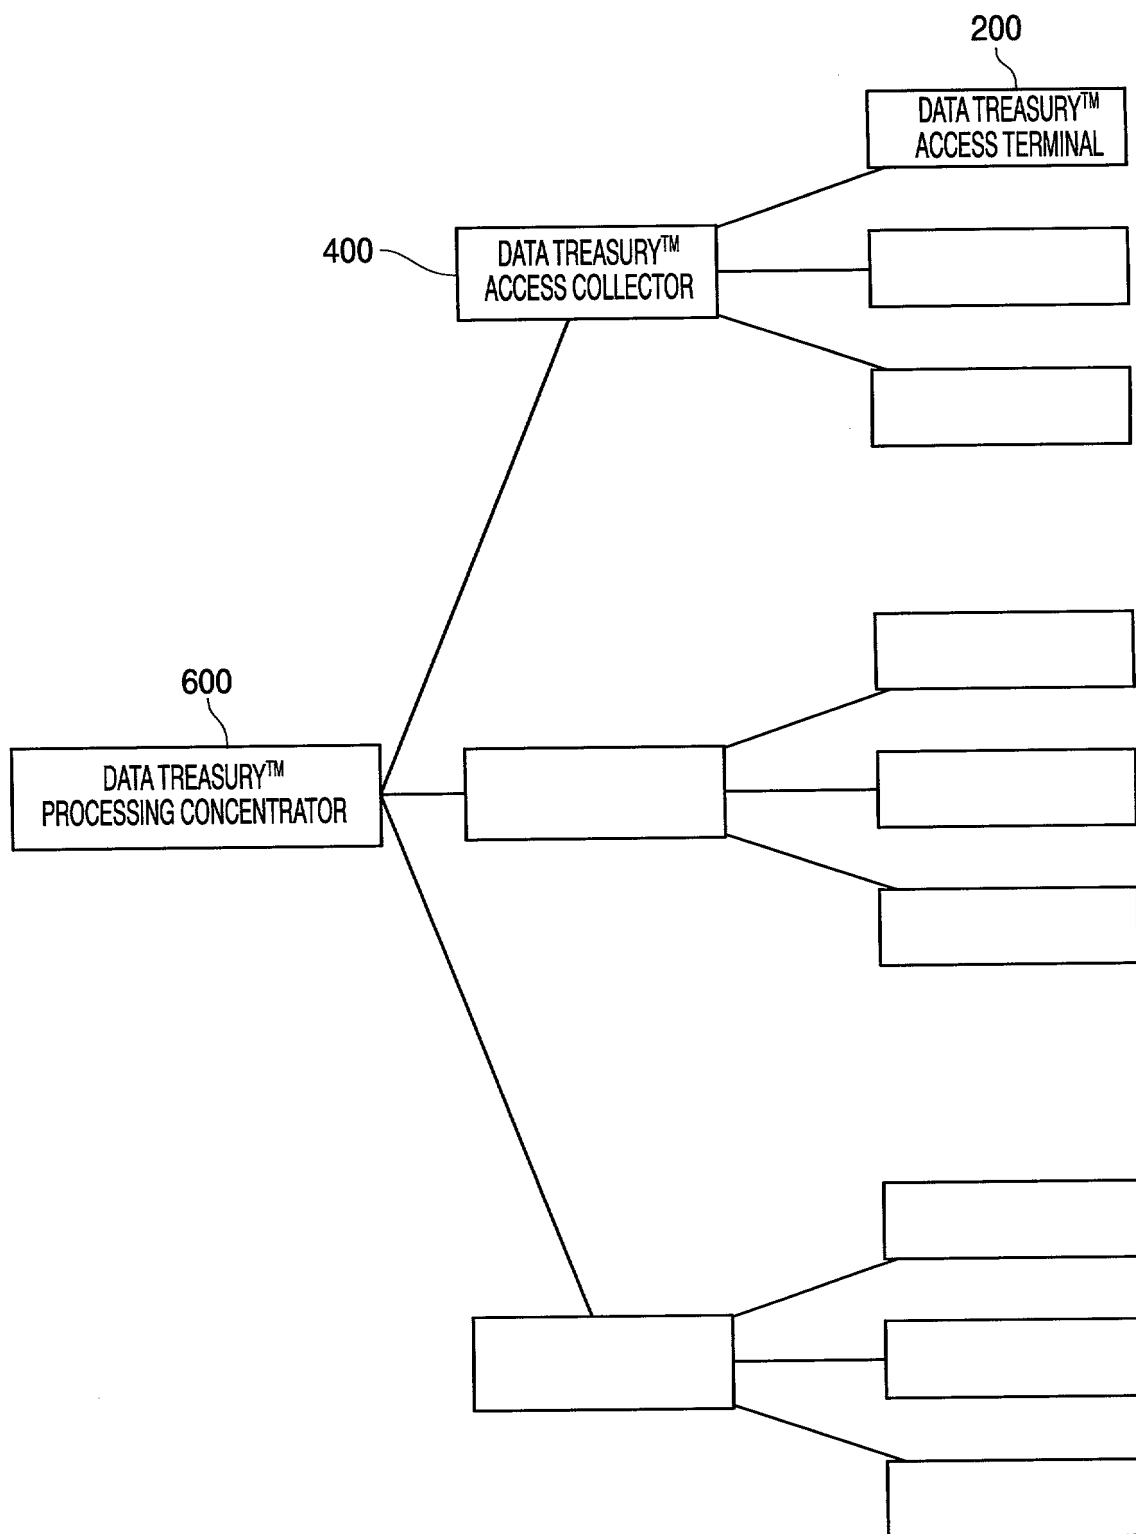 200
DATA TREASURY™
ACCESS TERMINAL
400
DATA TREASURY™
ACCESS COLLECTOR
600
DATA TREASURY™
PROCESSING CONCENTRATOR